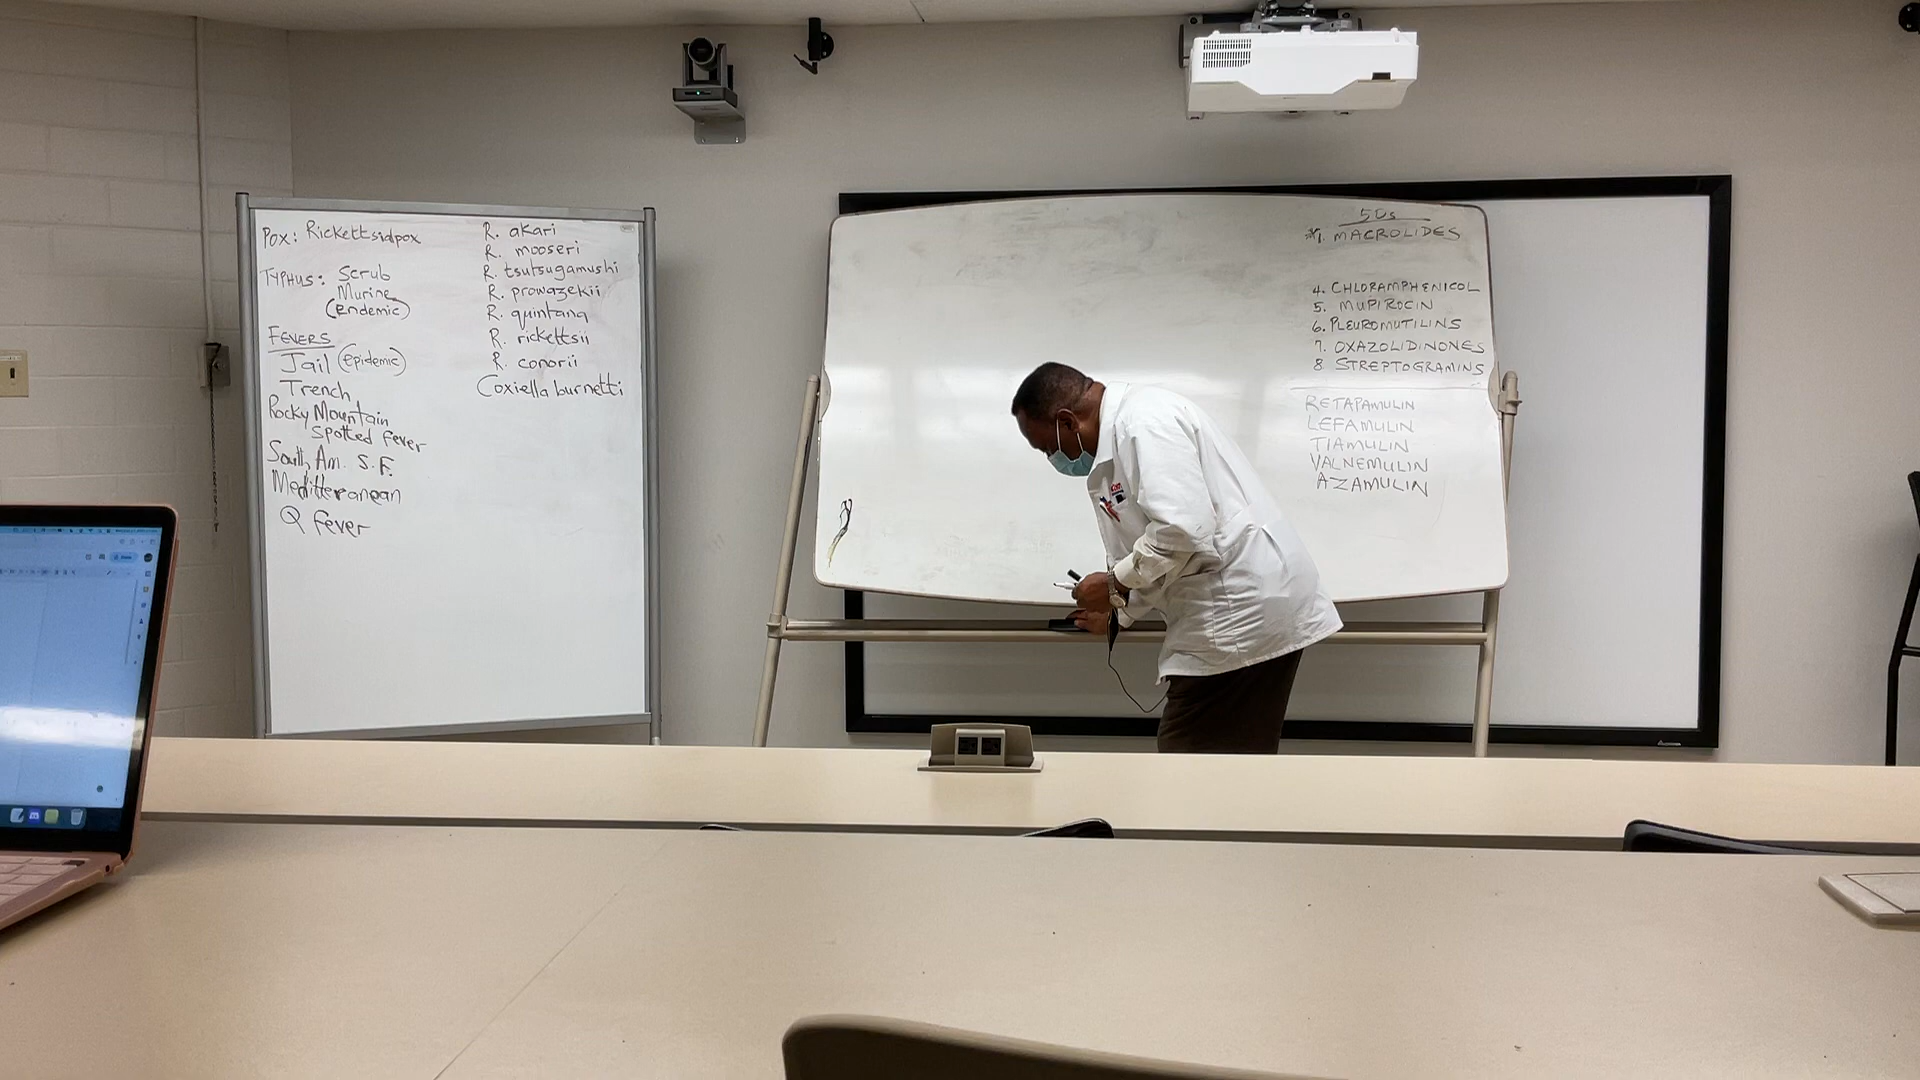 Pox: Rickettsialpox
TYPHUS: Scrub
Murine
(Endemic)
FEVERS
Jail (Epidemic)
Trench
Rocky Mountain
Spotted Fever
South Am. S.F.
Meditteranean
Q fever
R. akari
R. mooseri
R. tsutsugamushi
R. prowazekii
R. quintana
R. rickettsii
R. conorii
Coxiella burnetti
50s
*1. MACROLIDES
4. CHLORAMPHENICOL
5. MUPIROCIN
6. PLEUROMUTILINS
7. OXAZOLIDINONES
8 STREPTOGRAMINS
RETAPAMULIN
LEFAMULIN
TIAMULIN
VALNEMULIN
AZAMULIN